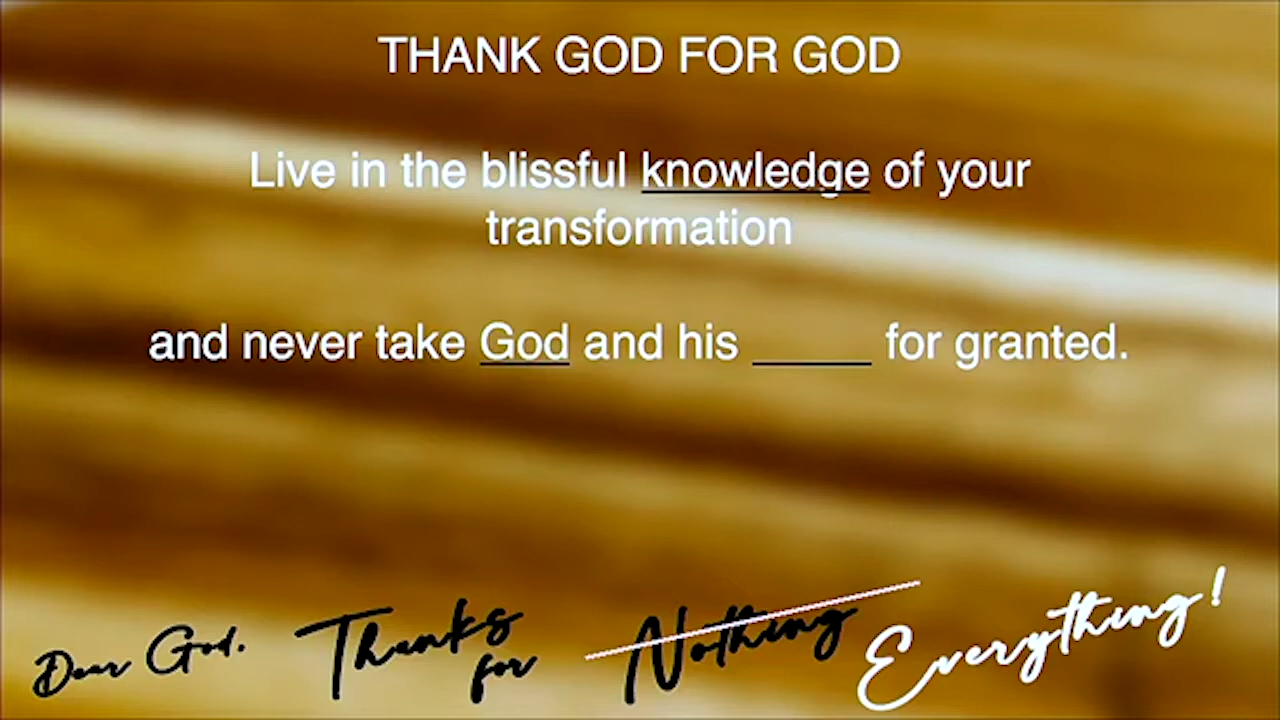 THANK GOD FOR GOD
Live in the blissful knowledge of your
transformation
and never take God and his _____ for granted.
Dear God. Thanks for Nothing Everything!